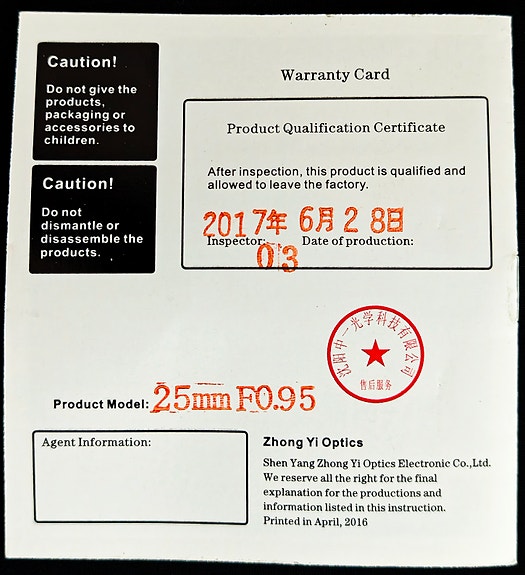 Caution!
Do not give the
products,
packaging or
accessories to
children.
Caution!
Do not
dismantle or
disassemble the
products.
Warranty Card
Product Qualification Certificate
After inspection, this product is qualified and
allowed to leave the factory.
2017年 6月 2 8日
Inspector: Date of production:
03
沈阳中一光学科技有限公司
售后服务
Product Model: 25mm F0.95
Agent Information:
Zhong Yi Optics
Shen Yang Zhong Yi Optics Electronic Co.,Ltd.
We reserve all the right for the final
explanation for the productions and
information listed in this instruction.
Printed in April, 2016